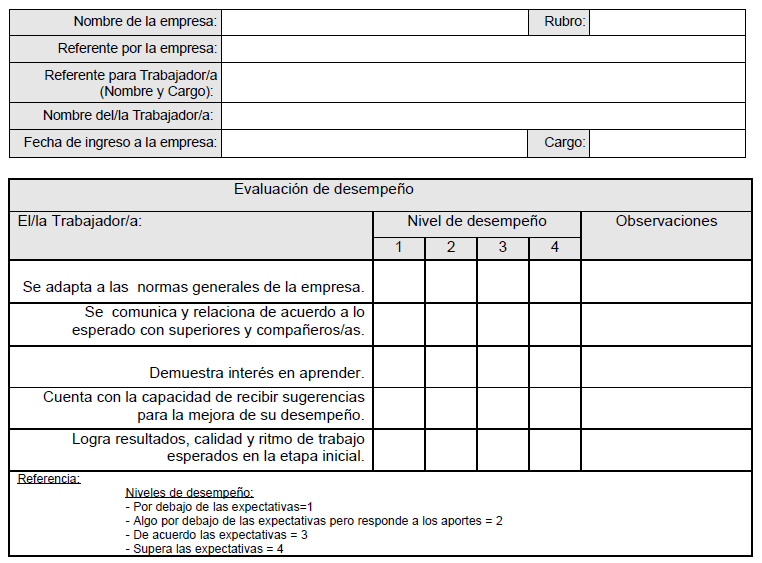 Nombre de la empresa: Rubro:
Referente por la empresa:
Referente para Trabajador/a
(Nombre y Cargo):
Nombre del/la Trabajador/a:
Fecha de ingreso a la empresa: Cargo:
Evaluación de desempeño
El/la Trabajador/a: Nivel de desempeño Observaciones
1 2 3 4
Se adapta a las normas generales de la empresa.
Se comunica y relaciona de acuerdo a lo
esperado con superiores y compañeros/as.
Demuestra interés en aprender.
Cuenta con la capacidad de recibir sugerencias
para la mejora de su desempeño.
Logra resultados, calidad y ritmo de trabajo
esperados en la etapa inicial.
Referencia:
Niveles de desempeño:
- Por debajo de las expectativas=1
- Algo por debajo de las expectativas pero responde a los aportes = 2
- De acuerdo las expectativas = 3
- Supera las expectativas = 4